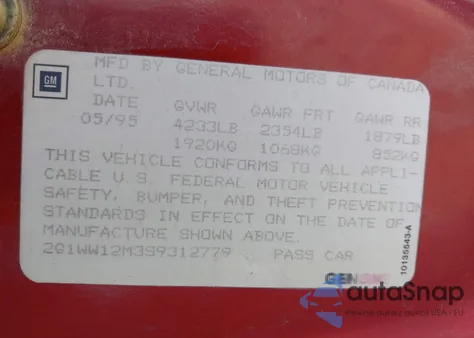 GM
MFD BY GENERAL MOTORS OF CANADA
LTD.
DATE GVWR GAWR FRT GAWR RR
05/95 4233LB 2354LB 1879LB
1920KG 1068KG 852KG
THIS VEHICLE CONFORMS TO ALL APPLI-
CABLE U.S. FEDERAL MOTOR VEHICLE
SAFETY, BUMPER, AND THEFT PREVENTION
STANDARDS IN EFFECT ON THE DATE OF
MANUFACTURE SHOWN ABOVE.
2G1WW12M3S9312779 PASS CAR
10135643-A
autoSnap